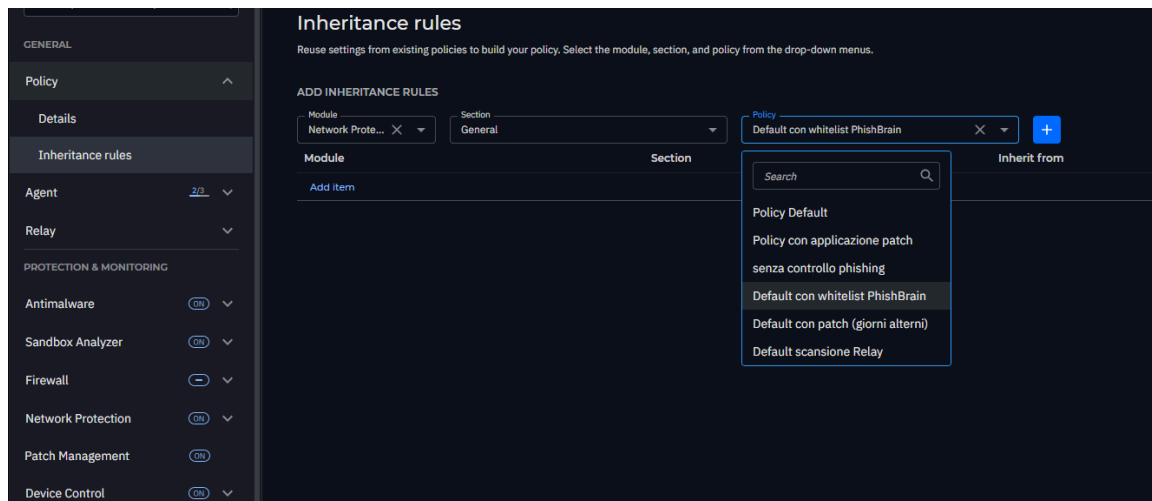 Inheritance rules
Reuse settings from existing policies to build your policy. Select the module, section, and policy from the drop-down menus.
ADD INHERITANCE RULES
Module
Network Prote...
Section
General
Policy
Default con whitelist PhishBrain
+
Module
Section
Inherit from
Add item
Search
Policy Default
Policy con applicazione patch
senza controllo phishing
Default con whitelist PhishBrain
Default con patch (giorni alterni)
Default scansione Relay
GENERAL
Policy
Details
Inheritance rules
Agent
2/3
Relay
PROTECTION & MONITORING
Antimalware
ON
Sandbox Analyzer
ON
Firewall
Network Protection
ON
Patch Management
ON
Device Control
ON